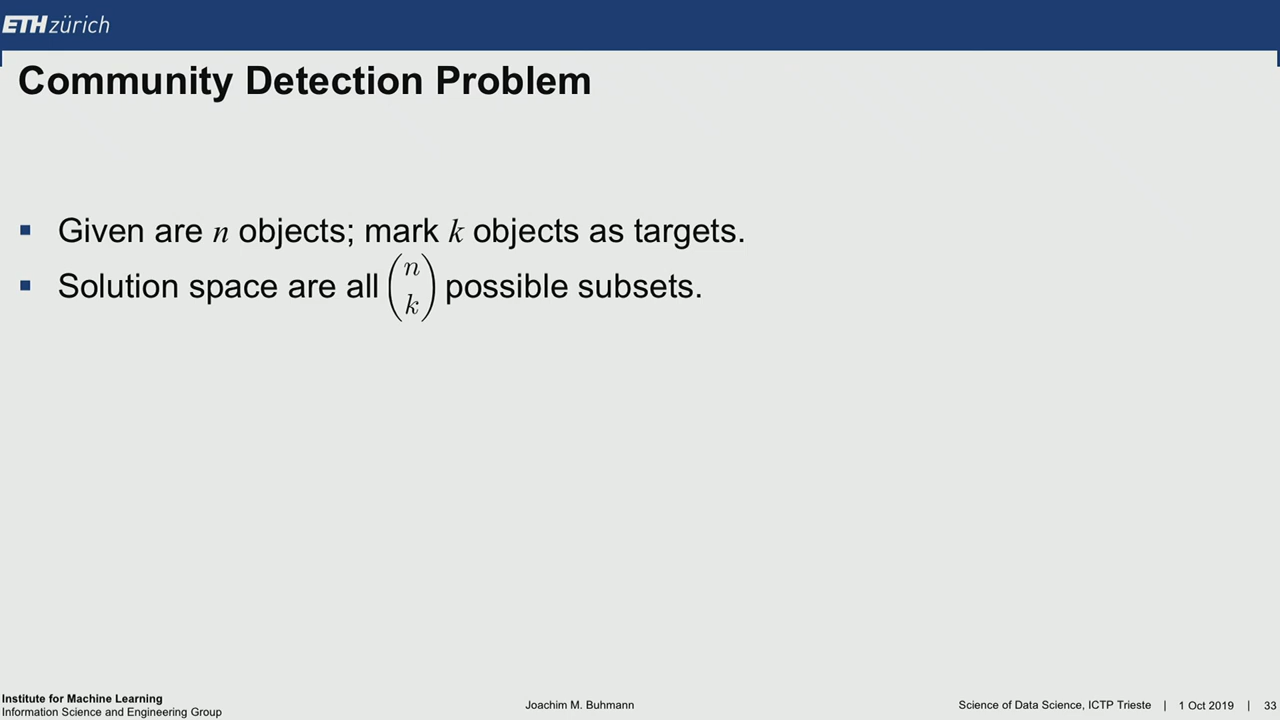 ETH zürich
Community Detection Problem
▪ Given are n objects; mark k objects as targets.
▪ Solution space are all (n k) possible subsets.
Institute for Machine Learning
Information Science and Engineering Group
Joachim M. Buhmann
Science of Data Science, ICTP Trieste | 1 Oct 2019 | 33